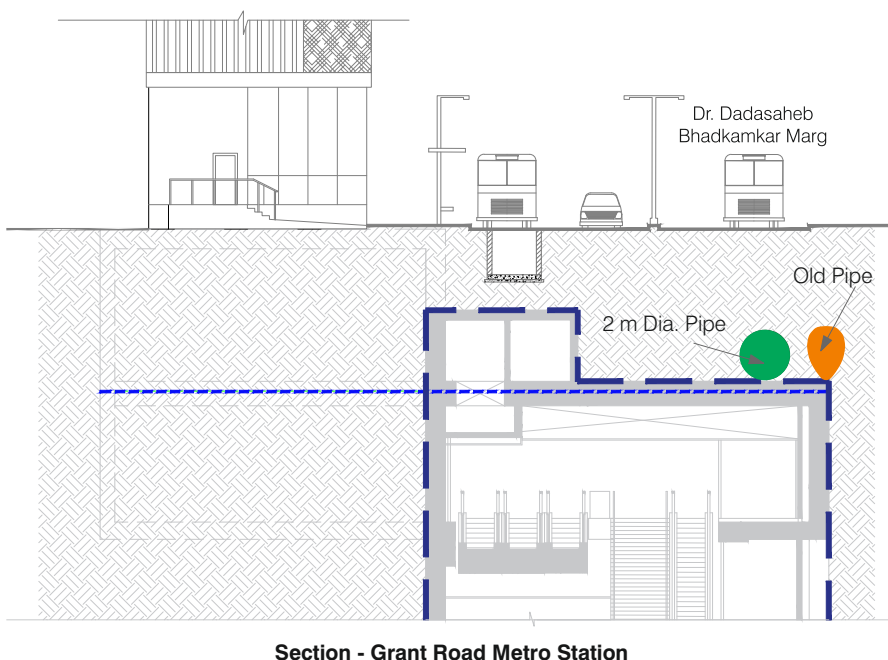 Dr. Dadasaheb
Bhadkamkar Marg
Old Pipe
2 m Dia. Pipe
Section - Grant Road Metro Station